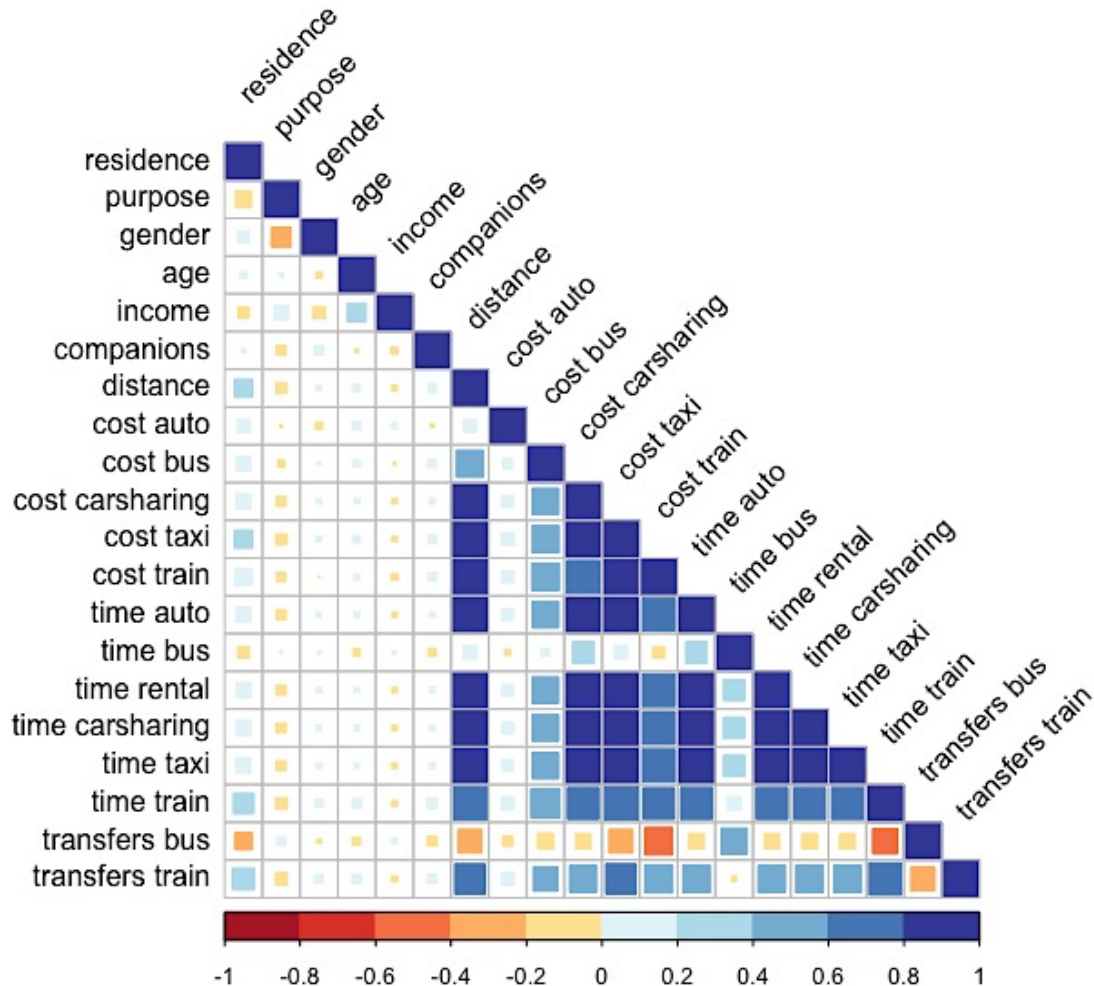 residence
purpose
gender
age
income
companions
distance
cost auto
cost bus
cost carsharing
cost taxi
cost train
time auto
time bus
time rental
time carsharing
time taxi
time train
transfers bus
transfers train
residence
purpose
gender
age
income
companions
distance
cost auto
cost bus
cost carsharing
cost taxi
cost train
time auto
time bus
time rental
time carsharing
time taxi
time train
transfers bus
transfers train
-1 -0.8 -0.6 -0.4 -0.2 0 0.2 0.4 0.6 0.8 1